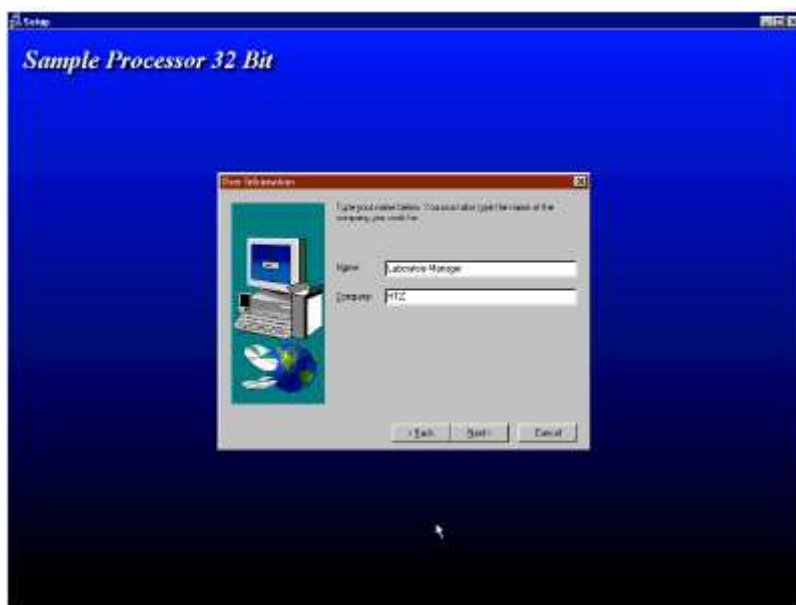 Setup
Sample Processor 32 Bit
User Information
Type your name below. You must also type the name of the
company you work for.
Name:
Laboratory Manager
Company:
HTZ
< Back
Next >
Cancel